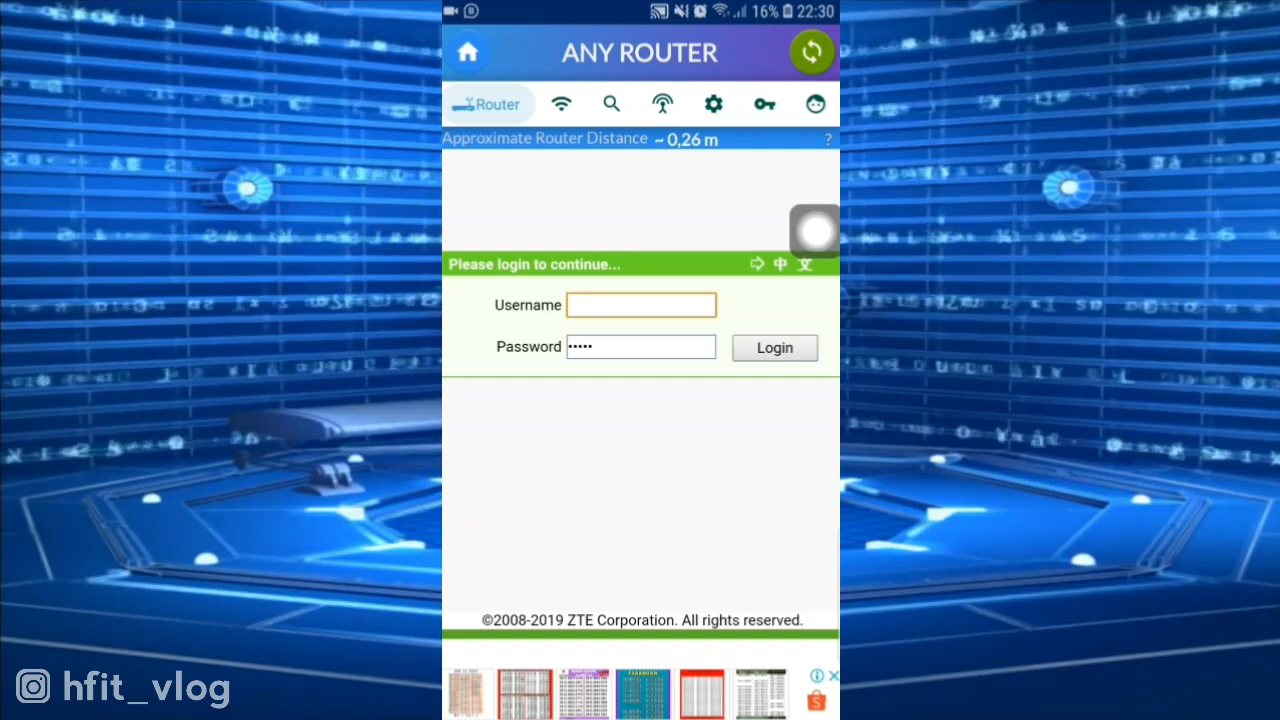 16% 22:30
ANY ROUTER
Router
Approximate Router Distance ~ 0,26 m ?
Please login to continue... 中 文
Username
Password ••••• Login
©2008-2019 ZTE Corporation. All rights reserved.
hfit_vlog